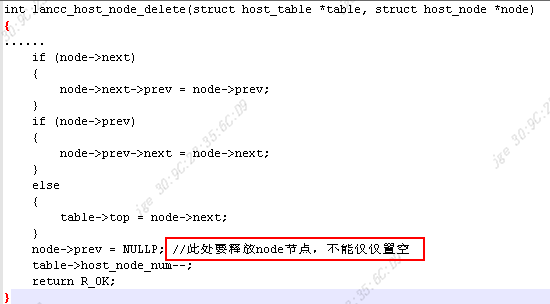 int lancc_host_node_delete(struct host_table *table, struct host_node *node)
{
......
    if (node->next)
    {
        node->next->prev = node->prev;
    }
    if (node->prev)
    {
        node->prev->next = node->next;
    }
    else
    {
        table->top = node->next;
    }
    node->prev = NULLP; //此处要释放node节点，不能仅仅置空
    table->host_node_num--;
    return R_OK;
}